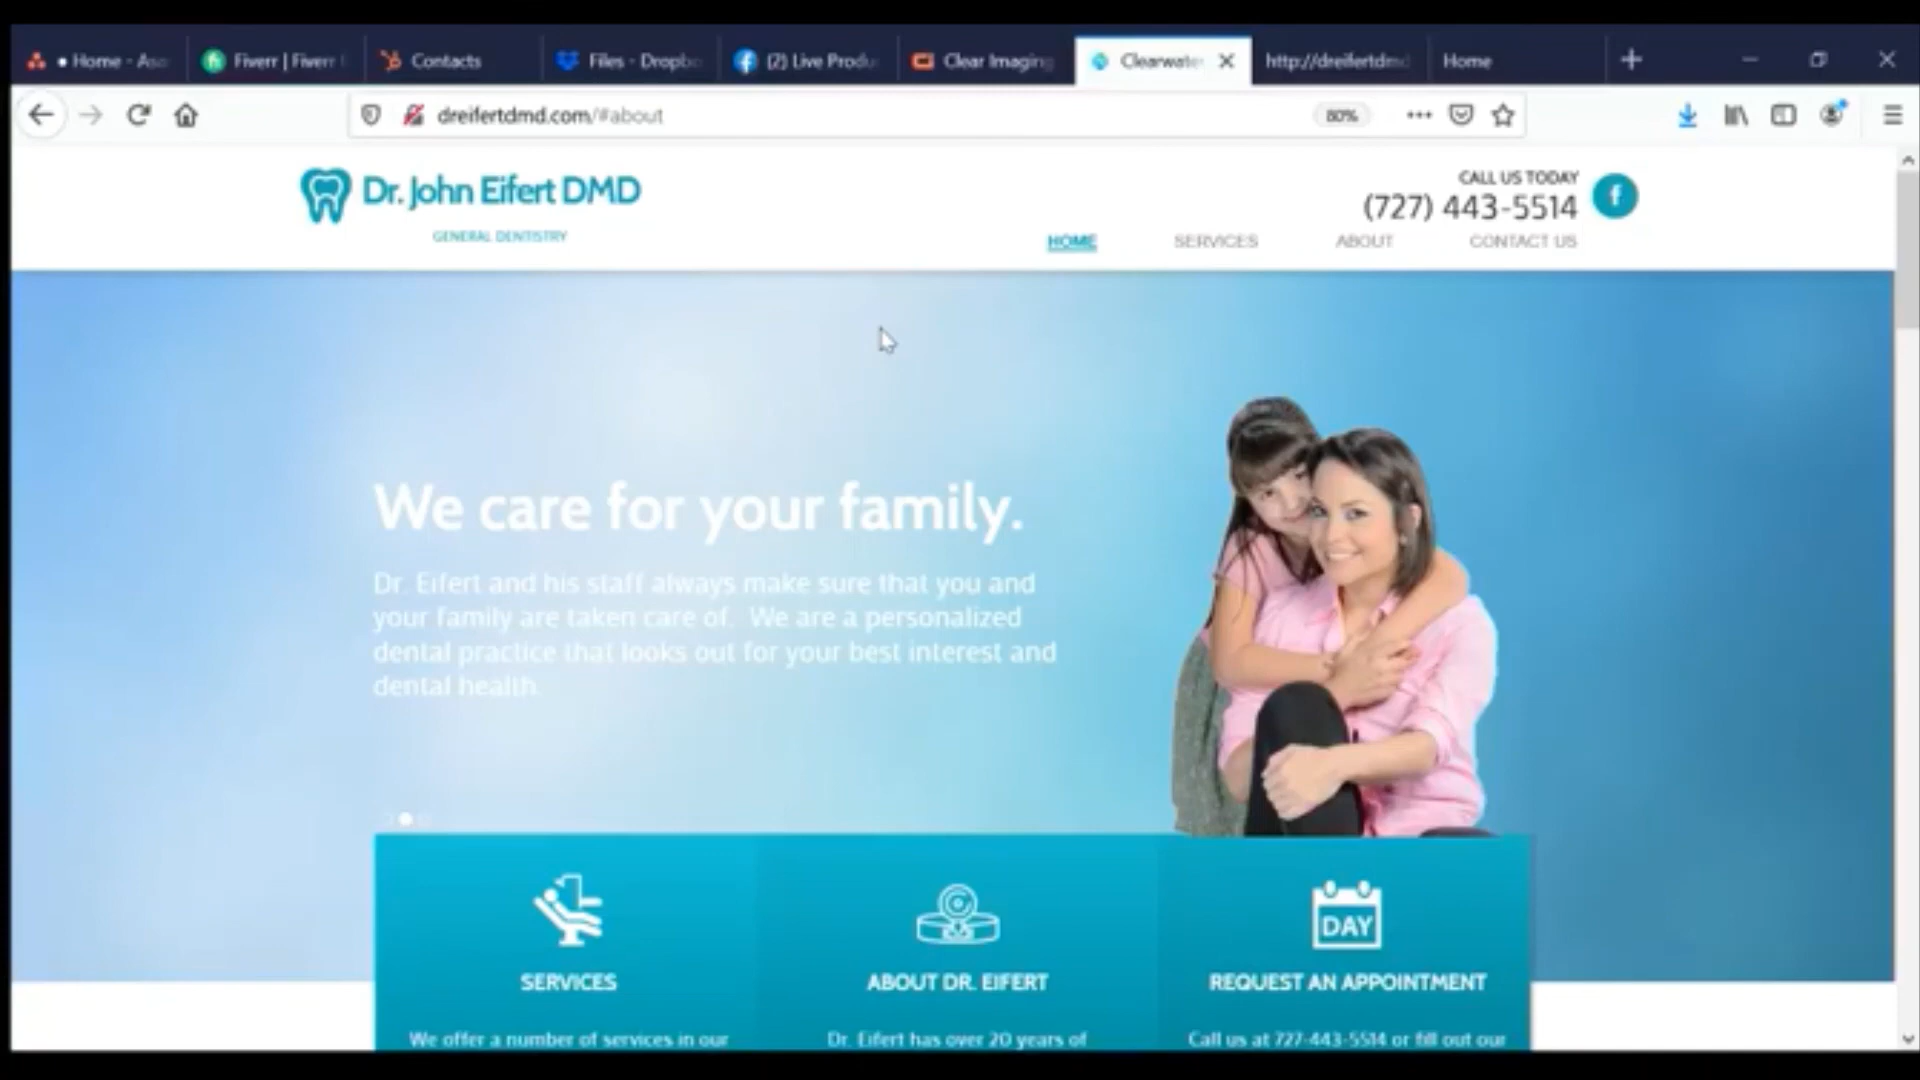 Home - Asa
Fiverr | Fiverr
Contacts
Files - Dropbo
(2) Live Produ
Clear Imaging
Clearwate
http://dreifertdmd
Home
dreifertdmd.com/#about
80%
Dr. John Eifert DMD
GENERAL DENTISTRY
CALL US TODAY
(727) 443-5514
f
HOME
SERVICES
ABOUT
CONTACT US
We care for your family.
Dr. Eifert and his staff always make sure that you and
your family are taken care of. We are a personalized
dental practice that looks out for your best interest and
dental health.
DAY
SERVICES
ABOUT DR. EIFERT
REQUEST AN APPOINTMENT
We offer a number of services in our
Dr. Eifert has over 20 years of
Call us at 727-443-5514 or fill out our